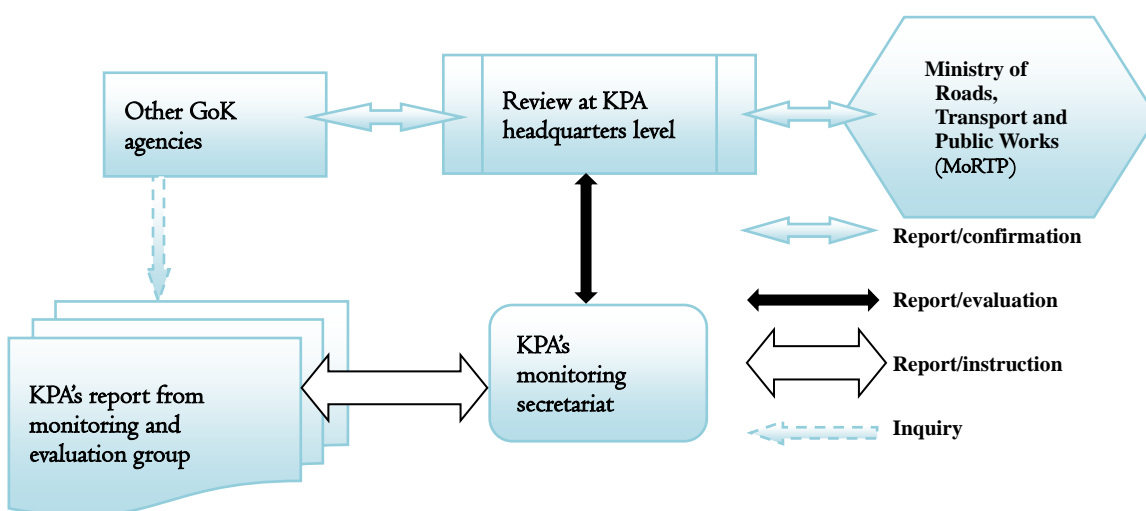 Other GoK
agencies
Review at KPA
headquarters level
Ministry of
Roads,
Transport and
Public Works
(MoRTP)
Report/confirmation
Report/evaluation
Report/instruction
Inquiry
KPA's
monitoring
secretariat
KPA's report from
monitoring and
evaluation group